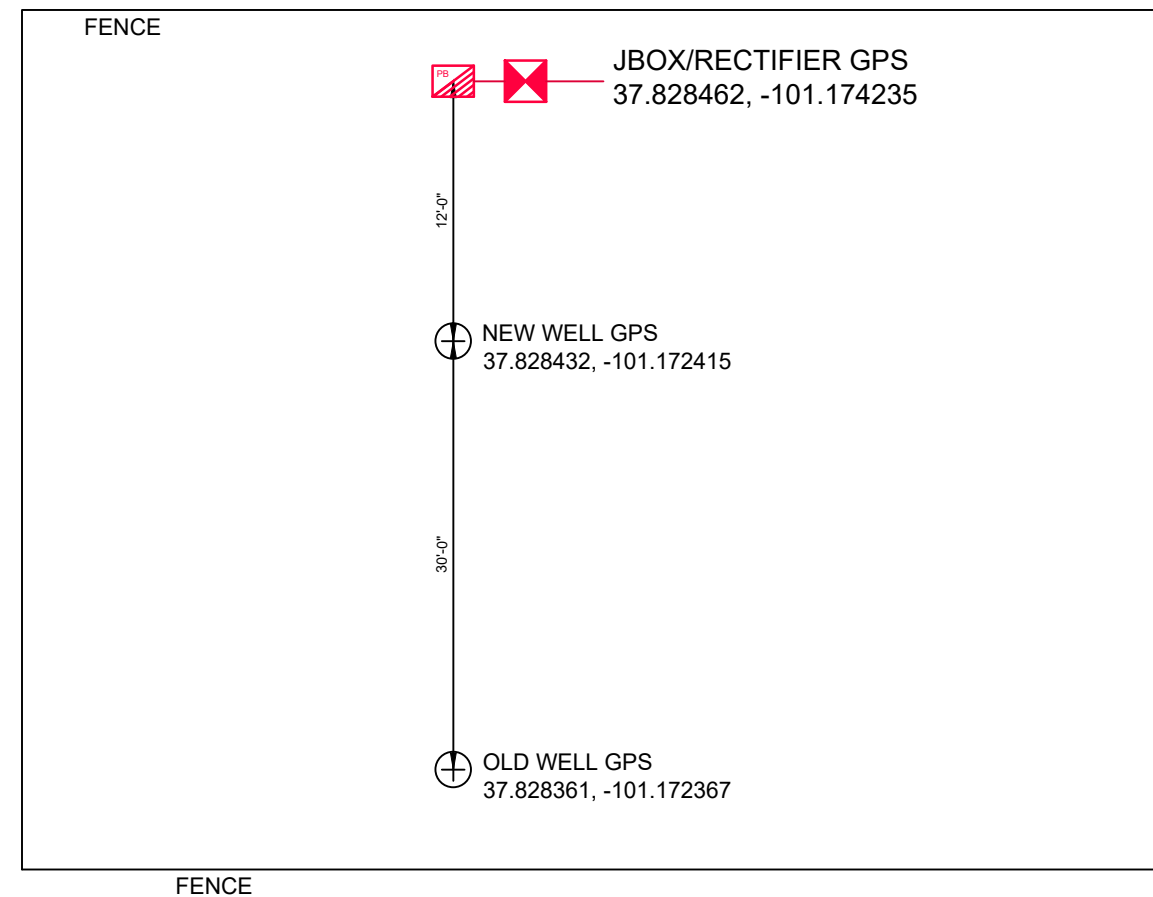 FENCE
PB
JBOX/RECTIFIER GPS
37.828462, -101.174235
12'-0"
NEW WELL GPS
37.828432, -101.172415
30'-0"
OLD WELL GPS
37.828361, -101.172367
FENCE